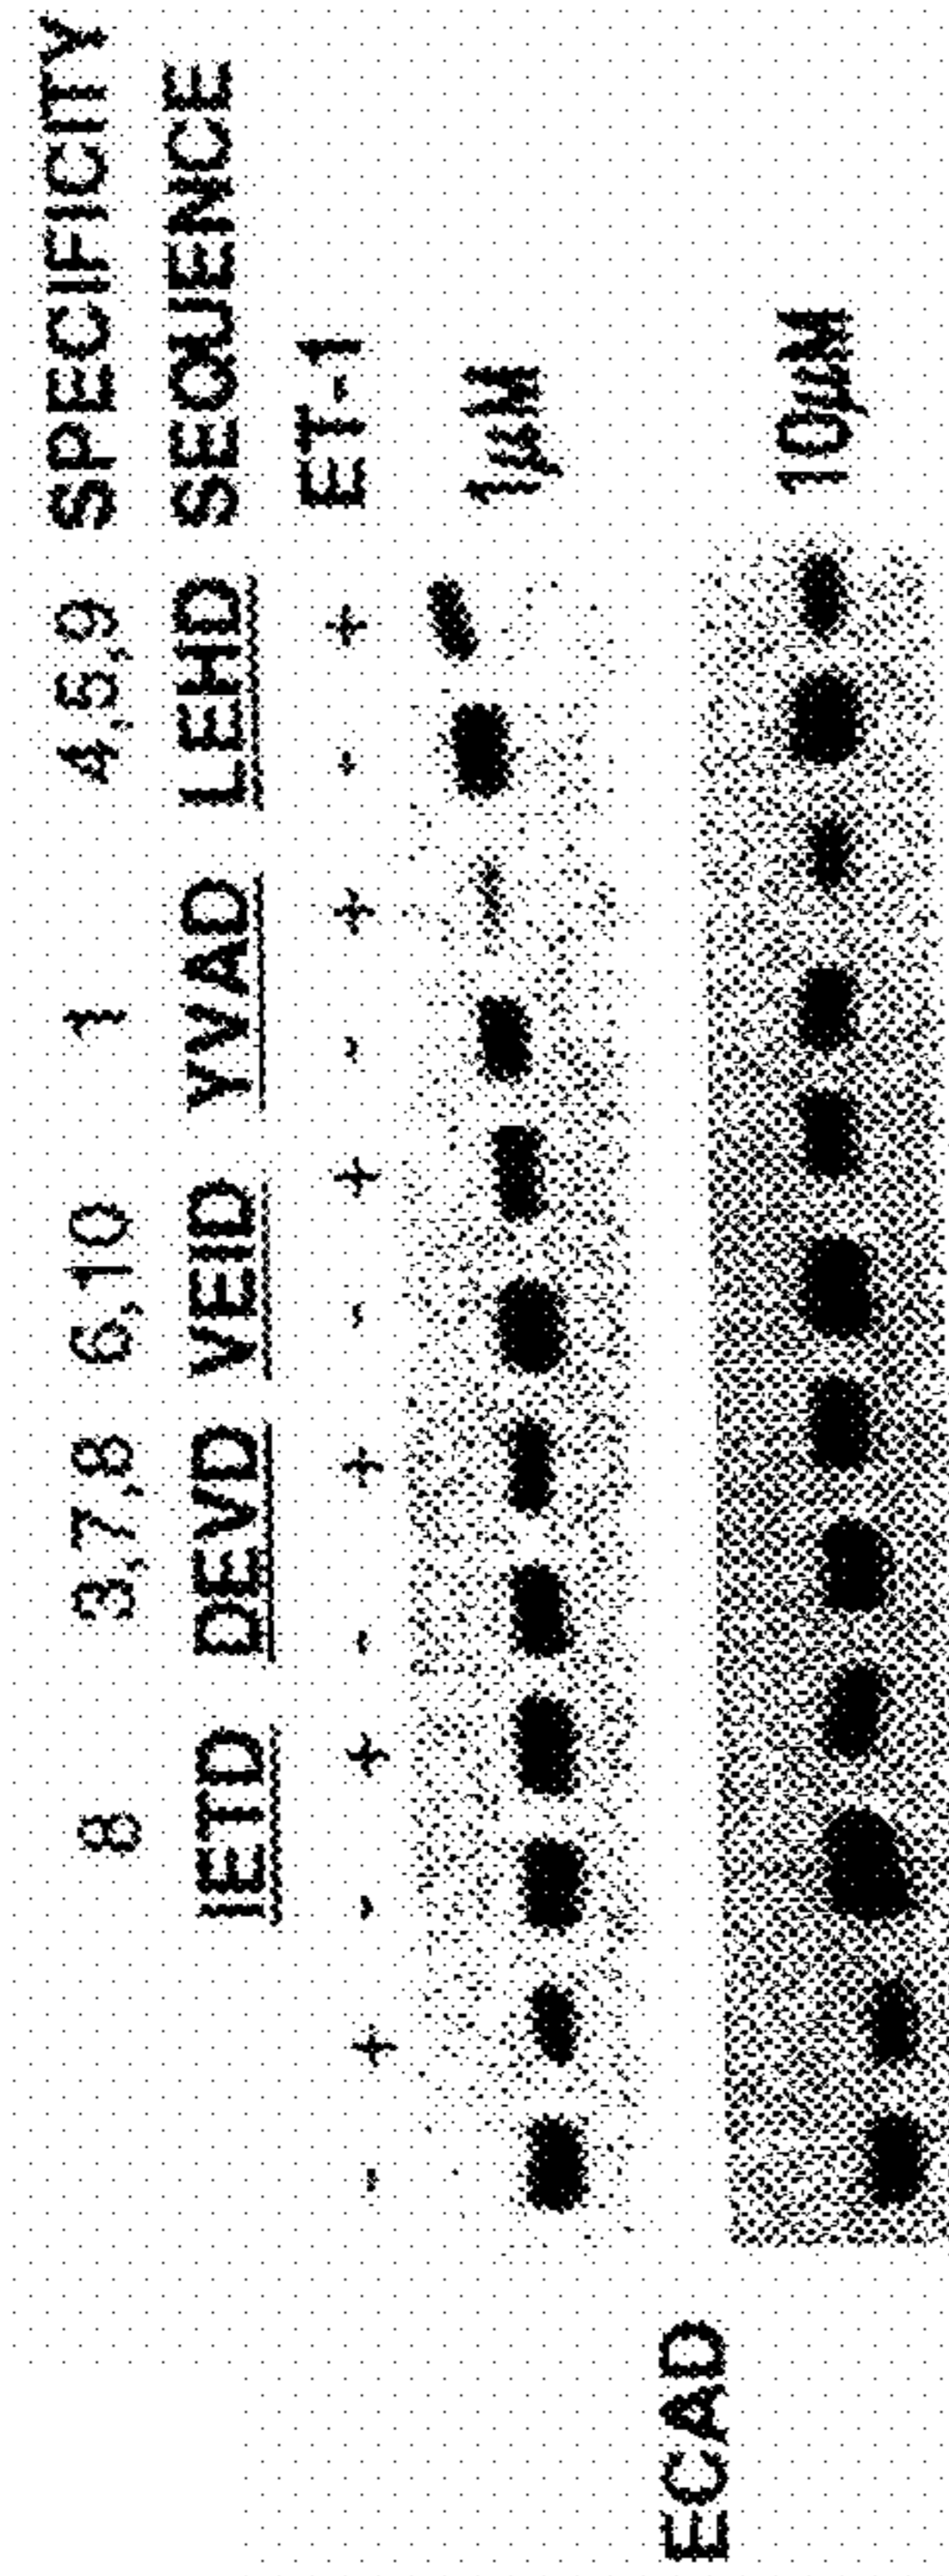 8 3,7,8 6,10 1 4,5,9 SPECIFICITY
IETD DEVD VEID YVAD LEHD SEQUENCE
- + - + - + - + - + - + ET-1
1µM
ECAD
10µM